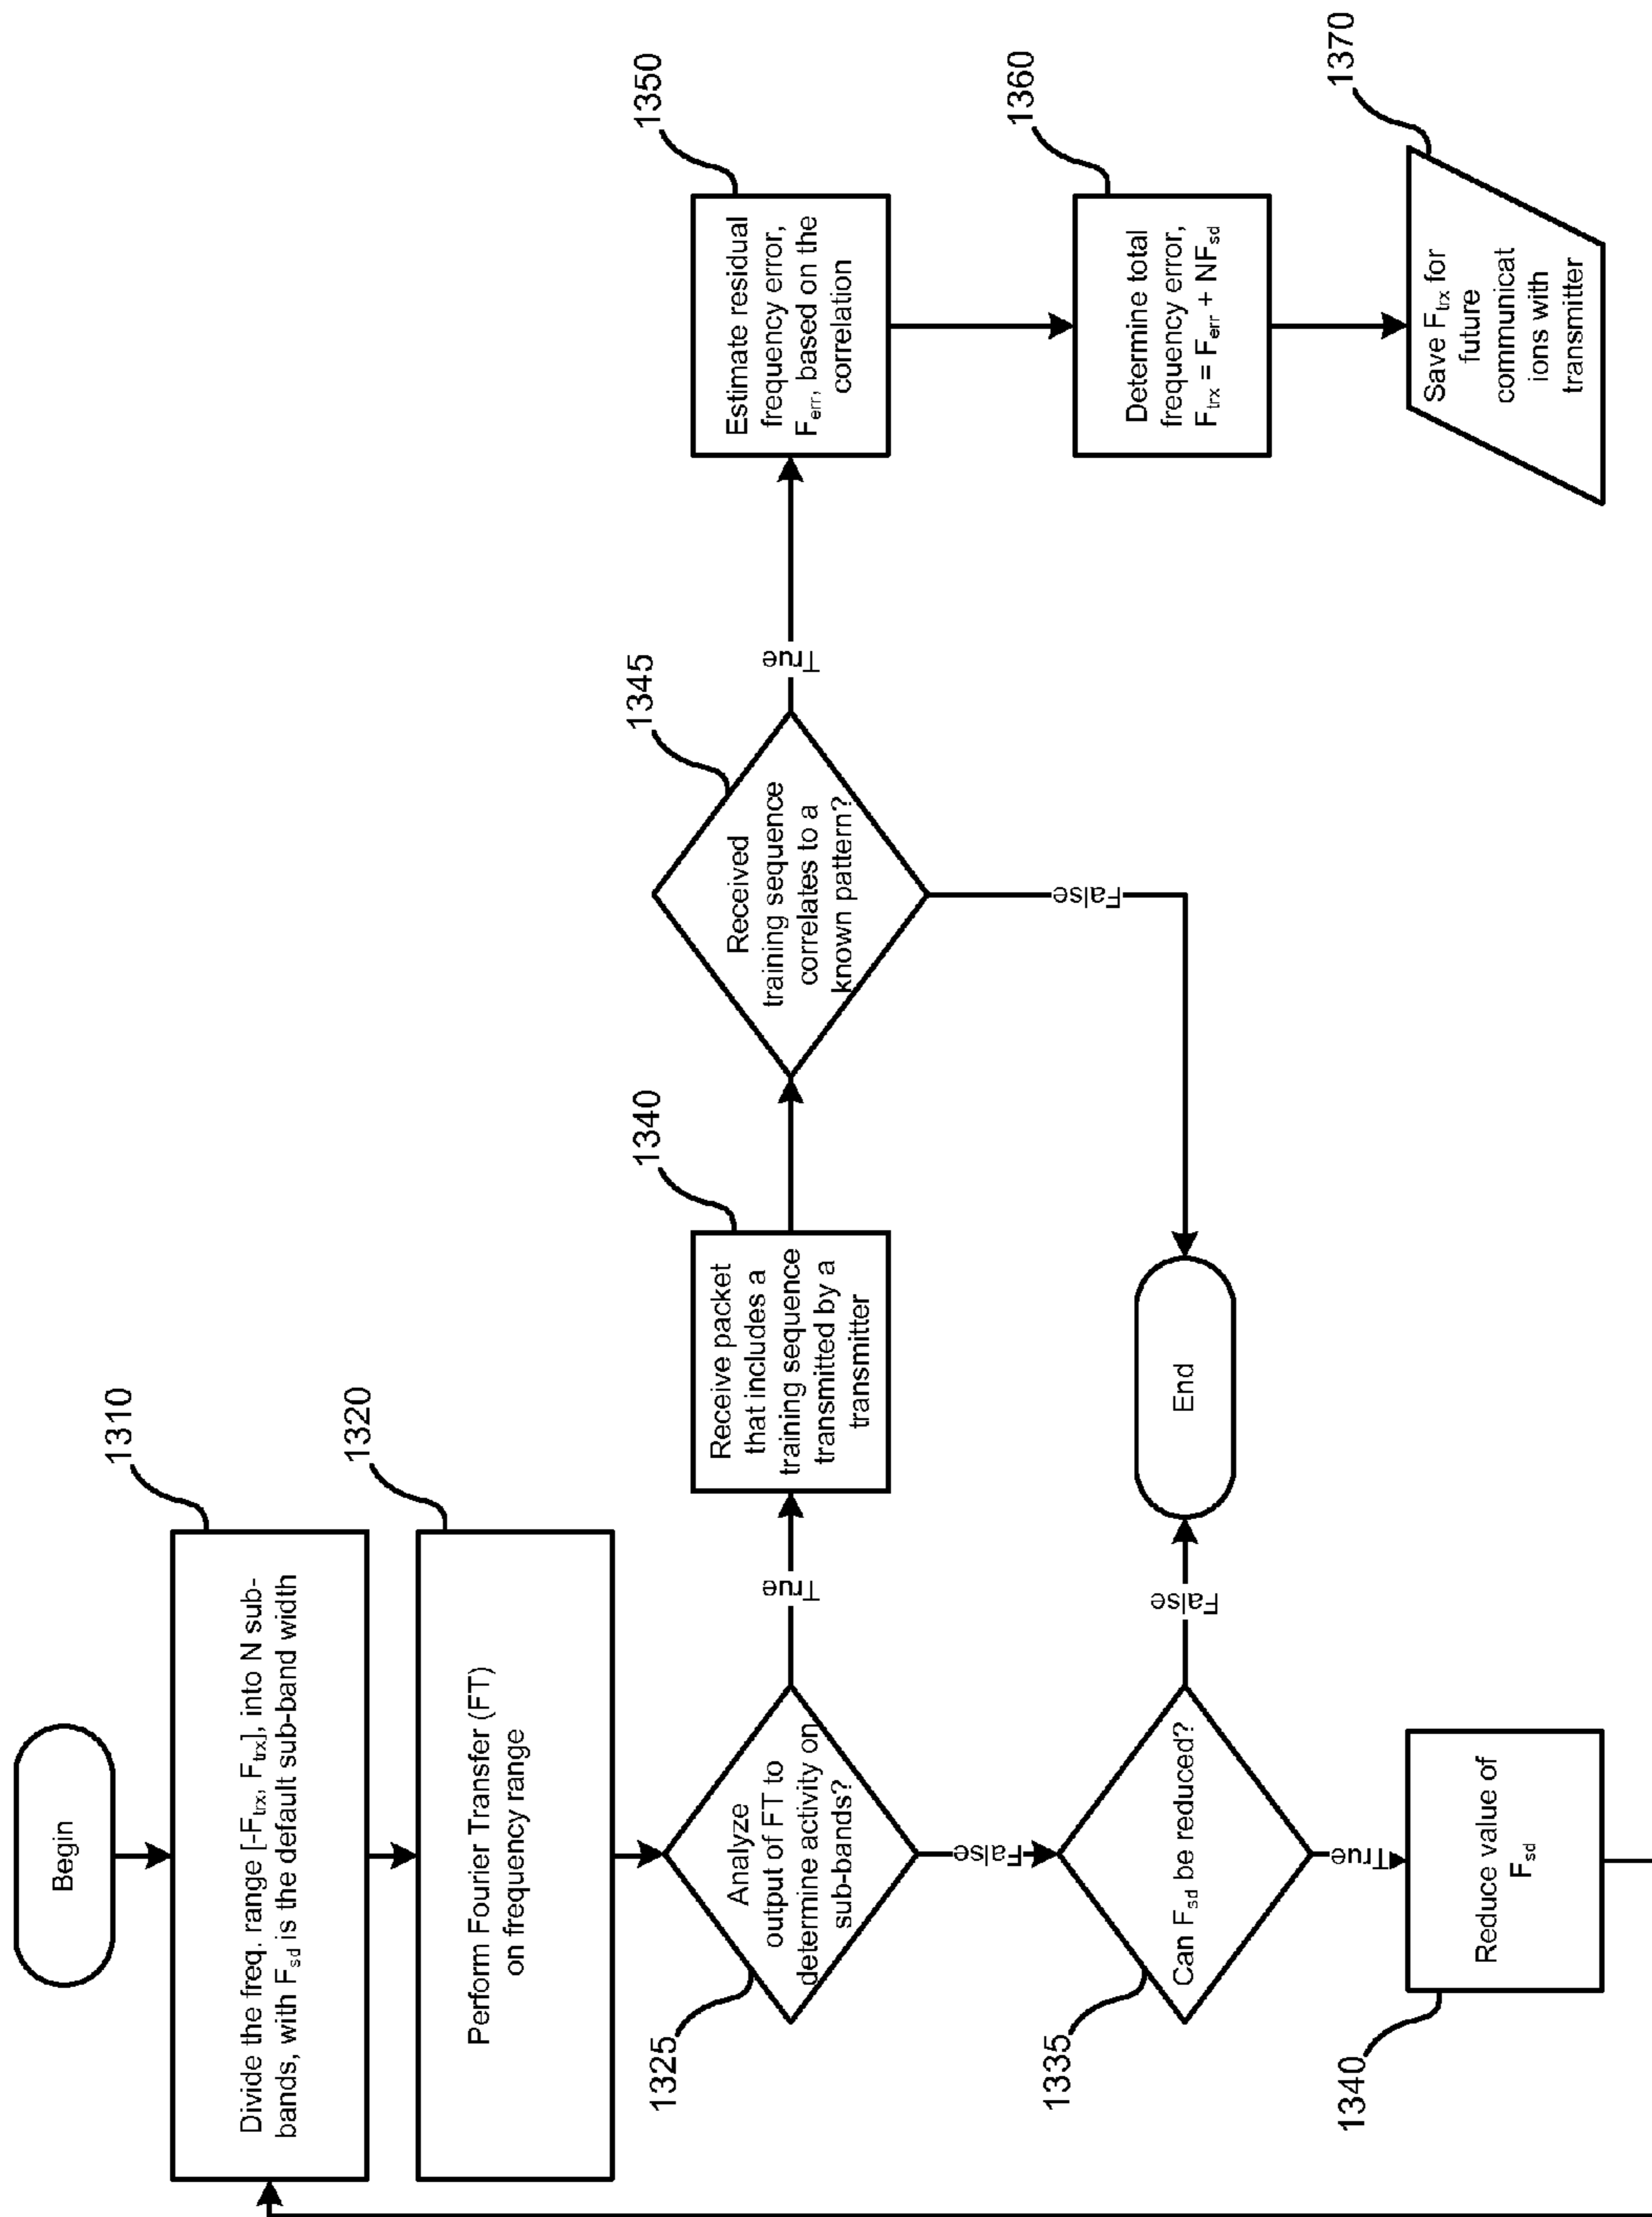 Begin
1310
Divide the freq. range [-Ftrx, Ftrx], into N sub-
bands, with Fsd is the default sub-band width
1320
Perform Fourier Transfer (FT)
on frequency range
1325
Analyze
output of FT to
determine activity on
sub-bands?
True
False
1340
Receive packet
that includes a
training sequence
transmitted by a
transmitter
1345
Received
training sequence
correlates to a
known pattern?
True
False
1350
Estimate residual
frequency error,
Ferr, based on the
correlation
1360
Determine total
frequency error,
Ftrx = Ferr + NFsd
1370
Save Ftrx for
future
communicat
ions with
transmitter
1335
Can Fsd be reduced?
False
True
End
1340
Reduce value of
Fsd